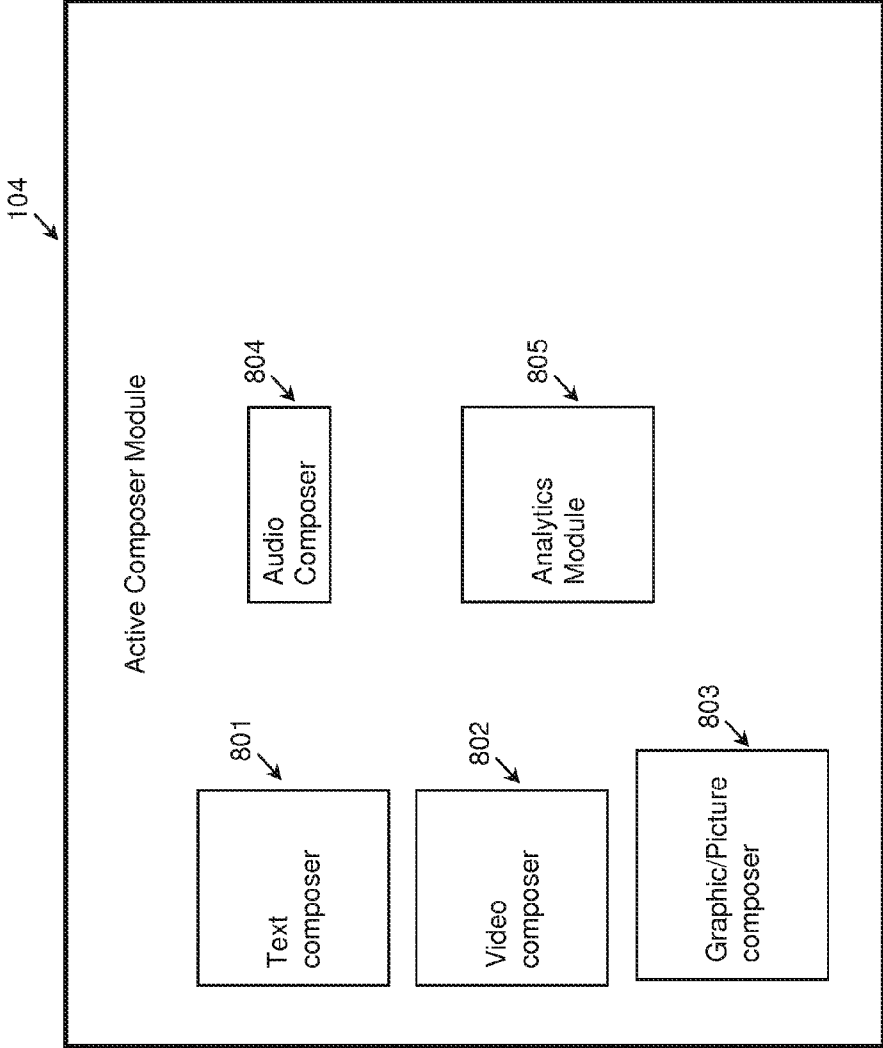 104
Active Composer Module
801
Text
composer
804
Audio
Composer
802
Video
composer
805
Analytics
Module
803
Graphic/Picture
composer